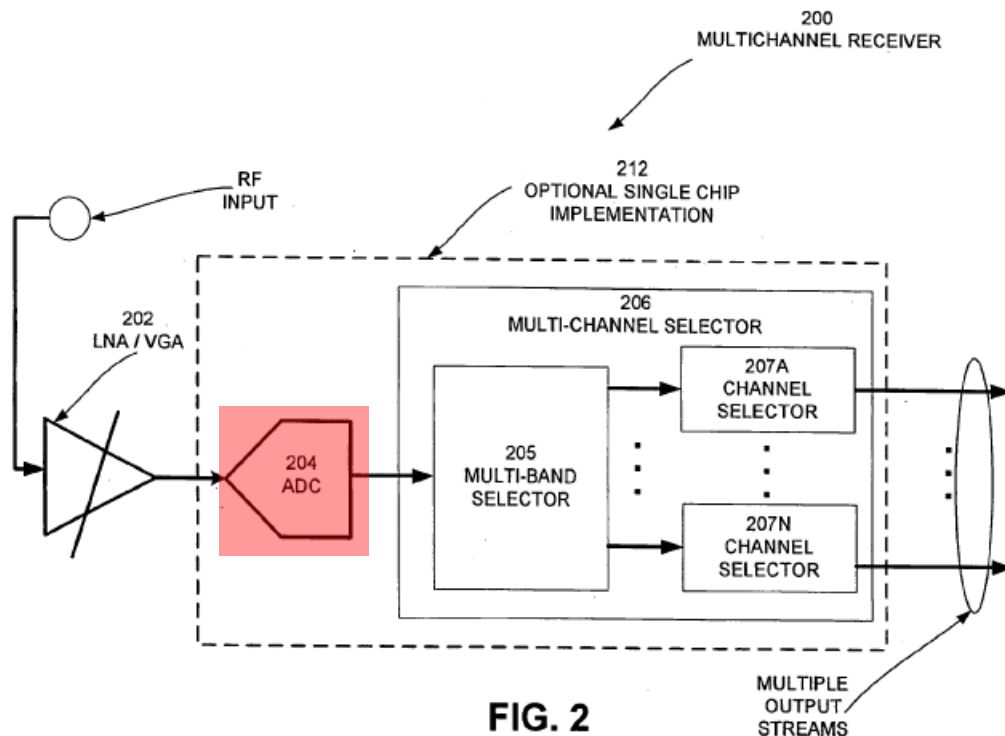 200
MULTICHANNEL RECEIVER
212
OPTIONAL SINGLE CHIP
IMPLEMENTATION
RF
INPUT
202
LNA / VGA
206
MULTI-CHANNEL SELECTOR
207A
CHANNEL
SELECTOR
204
ADC
205
MULTI-BAND
SELECTOR
207N
CHANNEL
SELECTOR
MULTIPLE
OUTPUT
STREAMS
FIG. 2